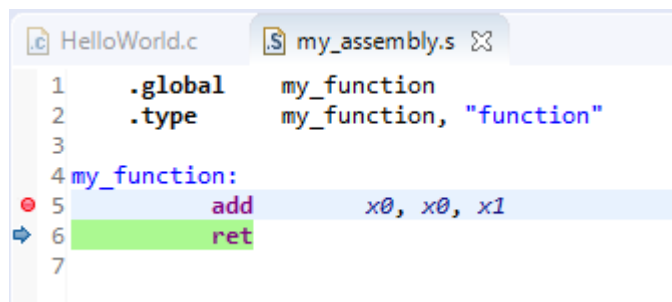 .c HelloWorld.c .S my_assembly.s
1 .global my_function
2 .type my_function, "function"
3
4 my_function:
5 add x0, x0, x1
6 ret
7